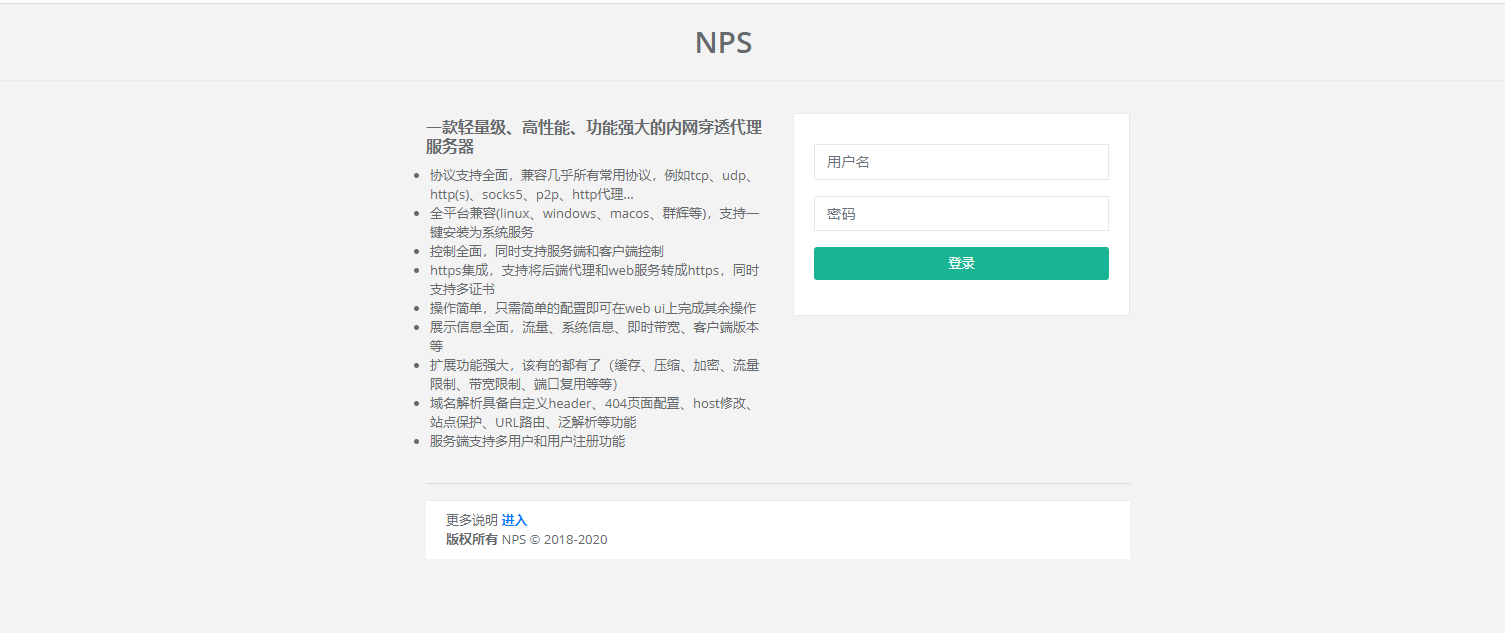 NPS
一款轻量级、高性能、功能强大的内网穿透代理
服务器
协议支持全面，兼容几乎所有常用协议，例如tcp、udp、
http(s)、socks5、p2p、http代理...
全平台兼容(linux、windows、macos、群辉等)，支持一
键安装为系统服务
控制全面，同时支持服务端和客户端控制
https集成，支持将后端代理和web服务转成https，同时
支持多证书
操作简单，只需简单的配置即可在web ui上完成其余操作
展示信息全面，流量、系统信息、即时带宽、客户端版本
等
扩展功能强大，该有的都有了（缓存、压缩、加密、流量
限制、带宽限制、端口复用等等）
域名解析具备自定义header、404页面配置、host修改、
站点保护、URL路由、泛解析等功能
服务端支持多用户和用户注册功能
用户名
密码
登录
更多说明 进入
版权所有 NPS © 2018-2020